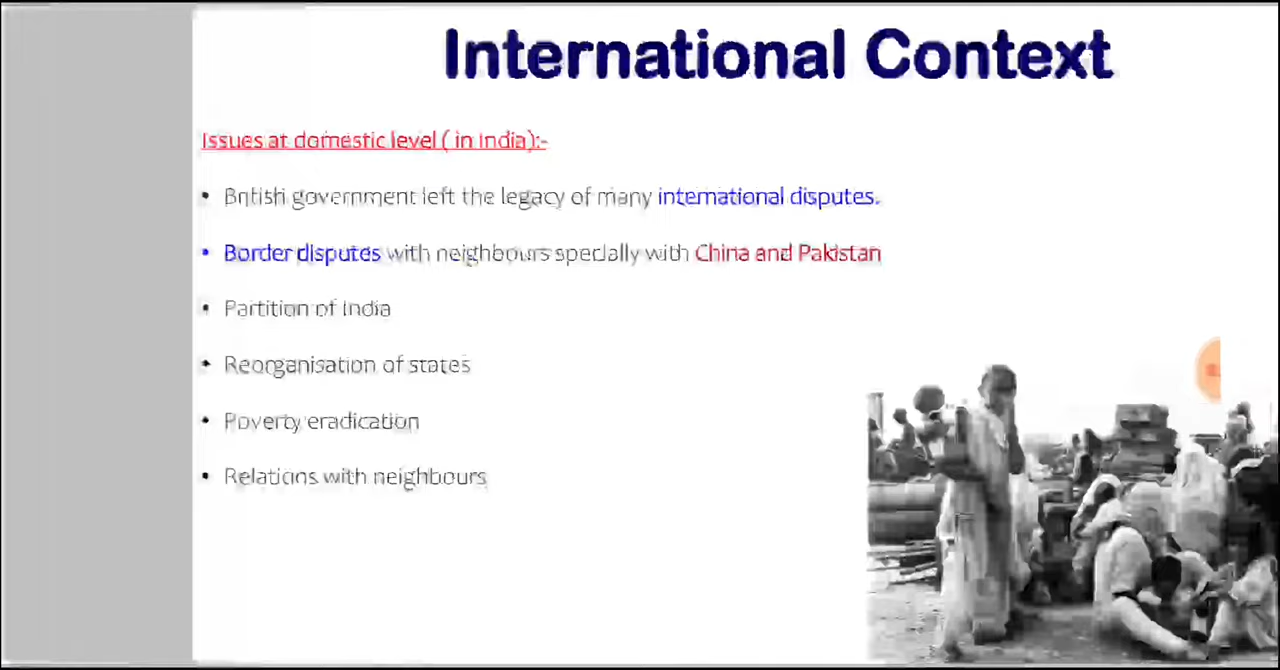 International Context
Issues at domestic level ( in India):-
• British government left the legacy of many international disputes.
• Border disputes with neighbours specially with China and Pakistan
• Partition of India
• Reorganisation of states
• Poverty eradication
• Relations with neighbours